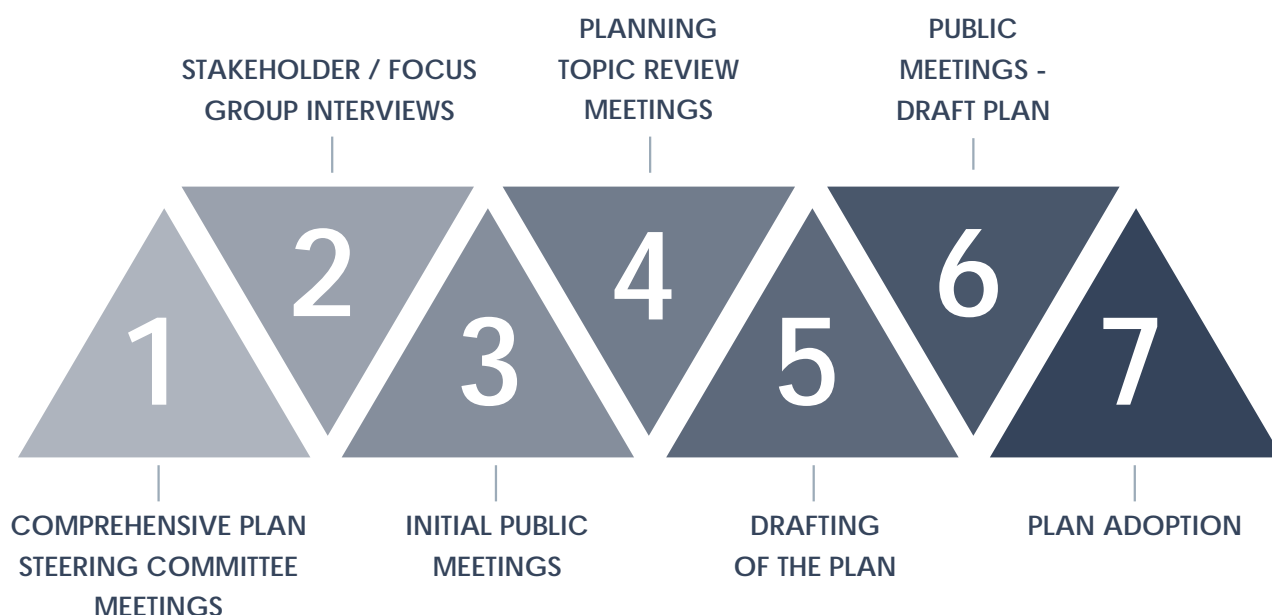 PLANNING
TOPIC REVIEW
MEETINGS
PUBLIC
MEETINGS -
DRAFT PLAN
STAKEHOLDER / FOCUS
GROUP INTERVIEWS
1
2
3
4
5
6
7
COMPREHENSIVE PLAN
STEERING COMMITTEE
MEETINGS
INITIAL PUBLIC
MEETINGS
DRAFTING
OF THE PLAN
PLAN ADOPTION